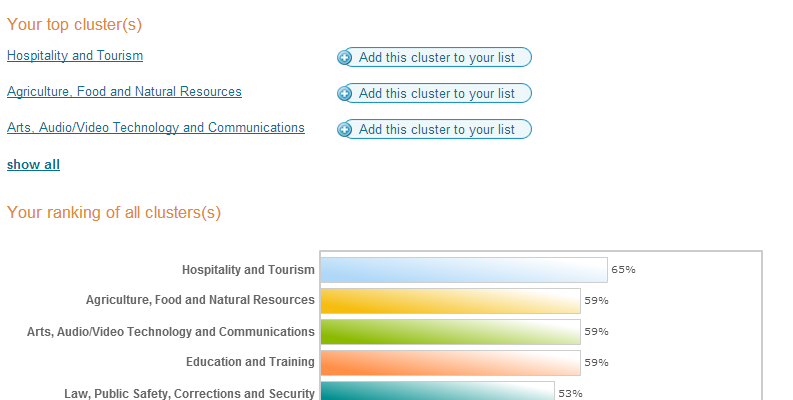 Your top cluster(s)
Hospitality and Tourism
Add this cluster to your list
Agriculture, Food and Natural Resources
Add this cluster to your list
Arts, Audio/Video Technology and Communications
Add this cluster to your list
show all
Your ranking of all clusters(s)
Hospitality and Tourism 65%
Agriculture, Food and Natural Resources 59%
Arts, Audio/Video Technology and Communications 59%
Education and Training 59%
Law, Public Safety, Corrections and Security 53%